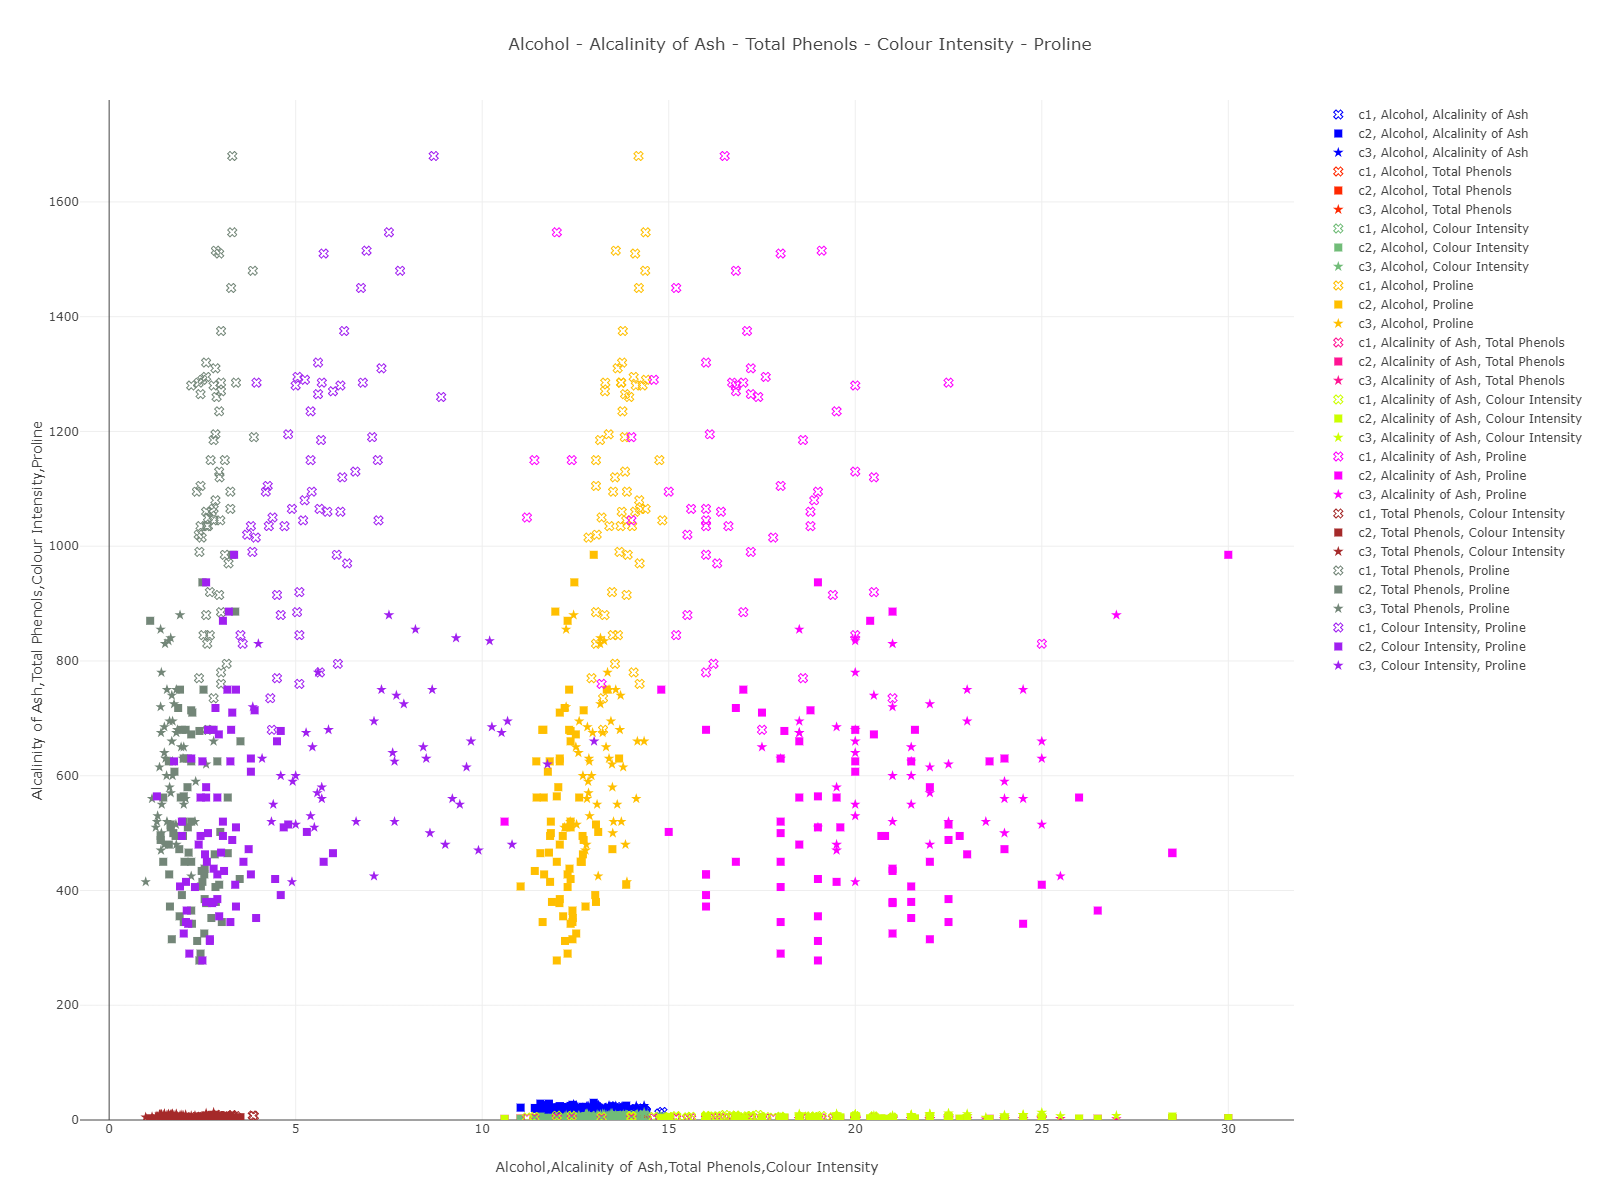 Alcohol - Alcalinity of Ash - Total Phenols - Colour Intensity - Proline
Alcalinity of Ash,Total Phenols,Colour Intensity,Proline
1600
1400
1200
1000
800
600
400
200
0
0 5 10 15 20 25 30
Alcohol,Alcalinity of Ash,Total Phenols,Colour Intensity
c1, Alcohol, Alcalinity of Ash
c2, Alcohol, Alcalinity of Ash
c3, Alcohol, Alcalinity of Ash
c1, Alcohol, Total Phenols
c2, Alcohol, Total Phenols
c3, Alcohol, Total Phenols
c1, Alcohol, Colour Intensity
c2, Alcohol, Colour Intensity
c3, Alcohol, Colour Intensity
c1, Alcohol, Proline
c2, Alcohol, Proline
c3, Alcohol, Proline
c1, Alcalinity of Ash, Total Phenols
c2, Alcalinity of Ash, Total Phenols
c3, Alcalinity of Ash, Total Phenols
c1, Alcalinity of Ash, Colour Intensity
c2, Alcalinity of Ash, Colour Intensity
c3, Alcalinity of Ash, Colour Intensity
c1, Alcalinity of Ash, Proline
c2, Alcalinity of Ash, Proline
c3, Alcalinity of Ash, Proline
c1, Total Phenols, Colour Intensity
c2, Total Phenols, Colour Intensity
c3, Total Phenols, Colour Intensity
c1, Total Phenols, Proline
c2, Total Phenols, Proline
c3, Total Phenols, Proline
c1, Colour Intensity, Proline
c2, Colour Intensity, Proline
c3, Colour Intensity, Proline